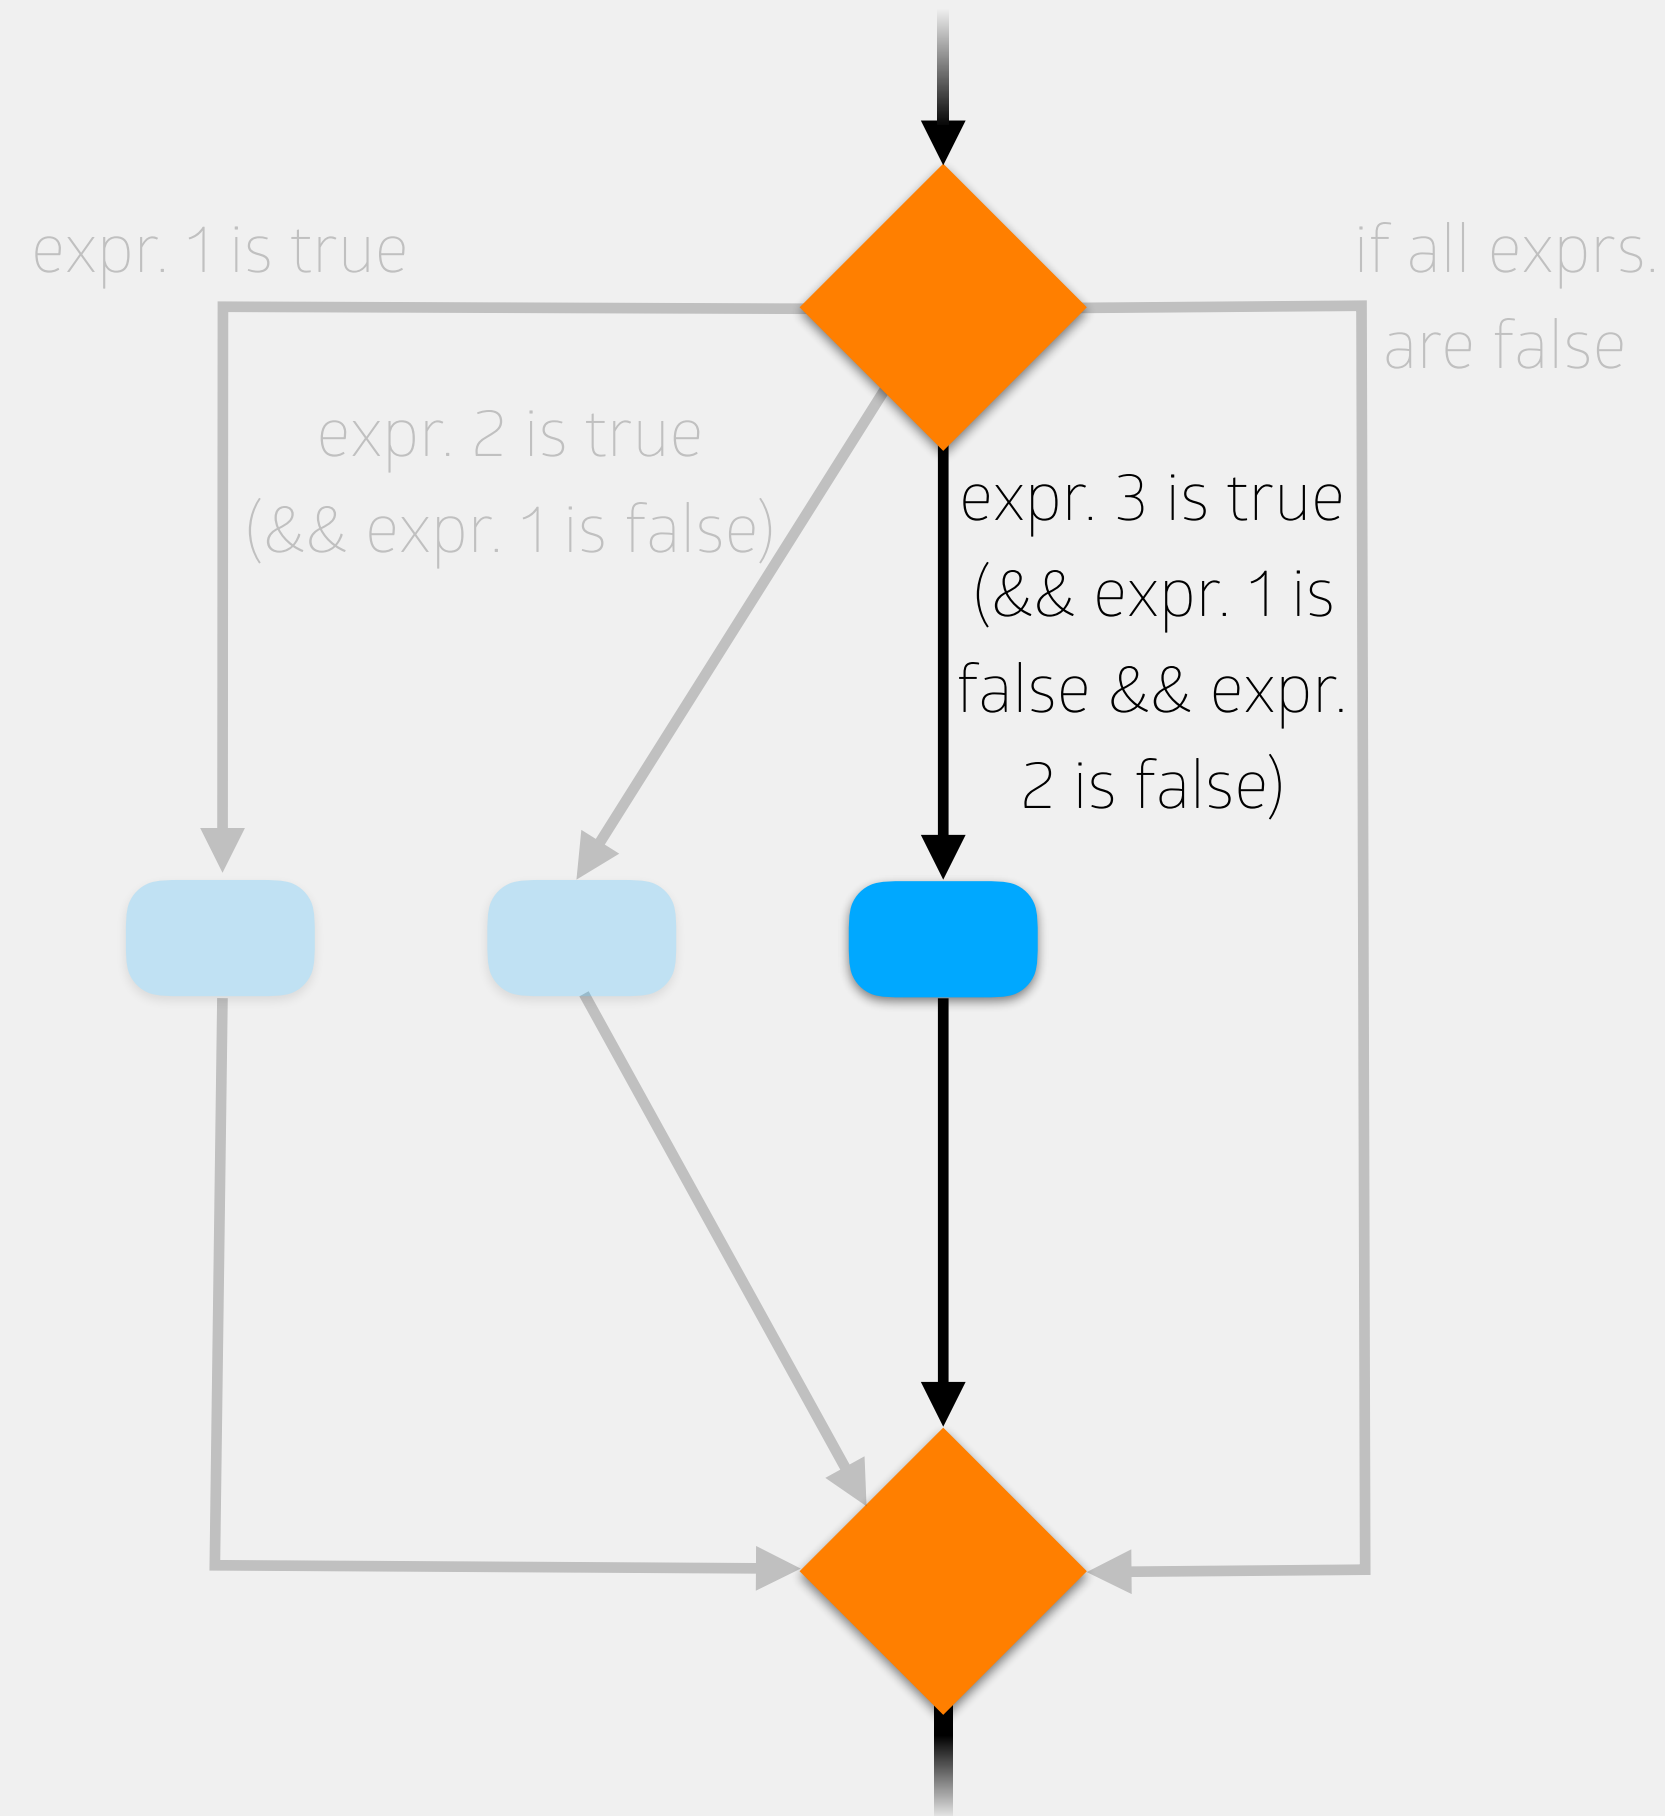 expr. 1 is true
if all exprs.
are false
expr. 2 is true
(&& expr. 1 is false)
expr. 3 is true
(&& expr. 1 is
false && expr.
2 is false)